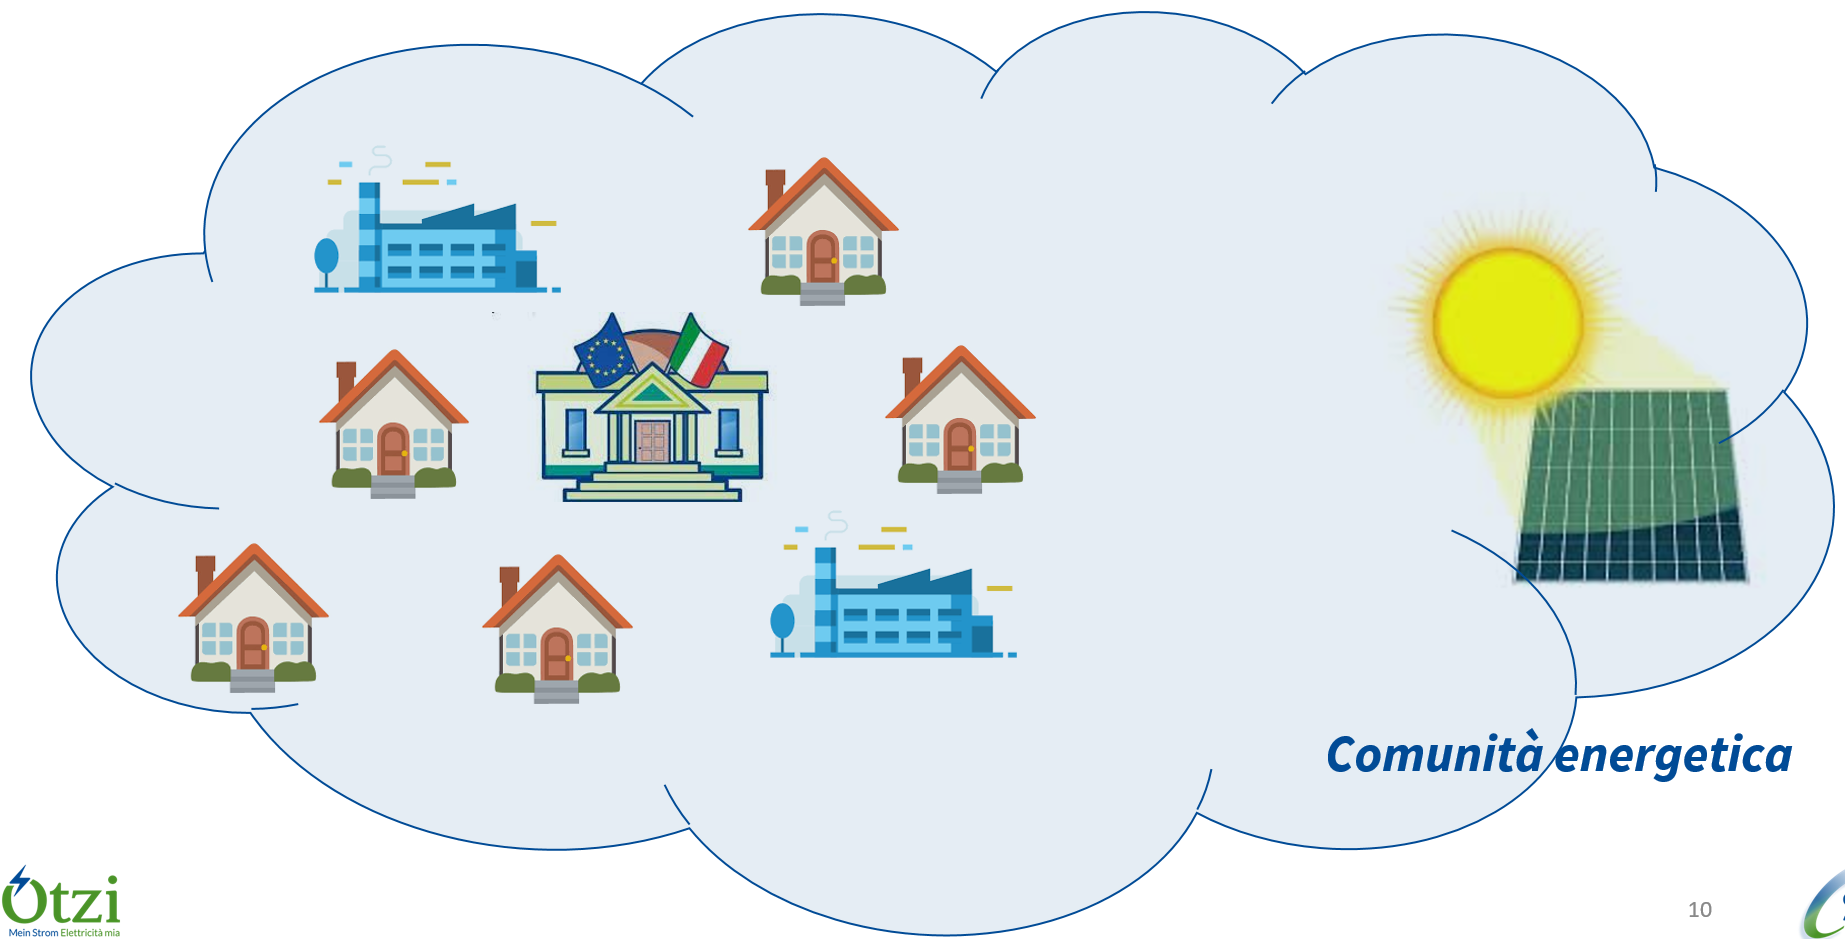 Comunità energetica
Ötzi
Mein Strom Elettricità mia
10